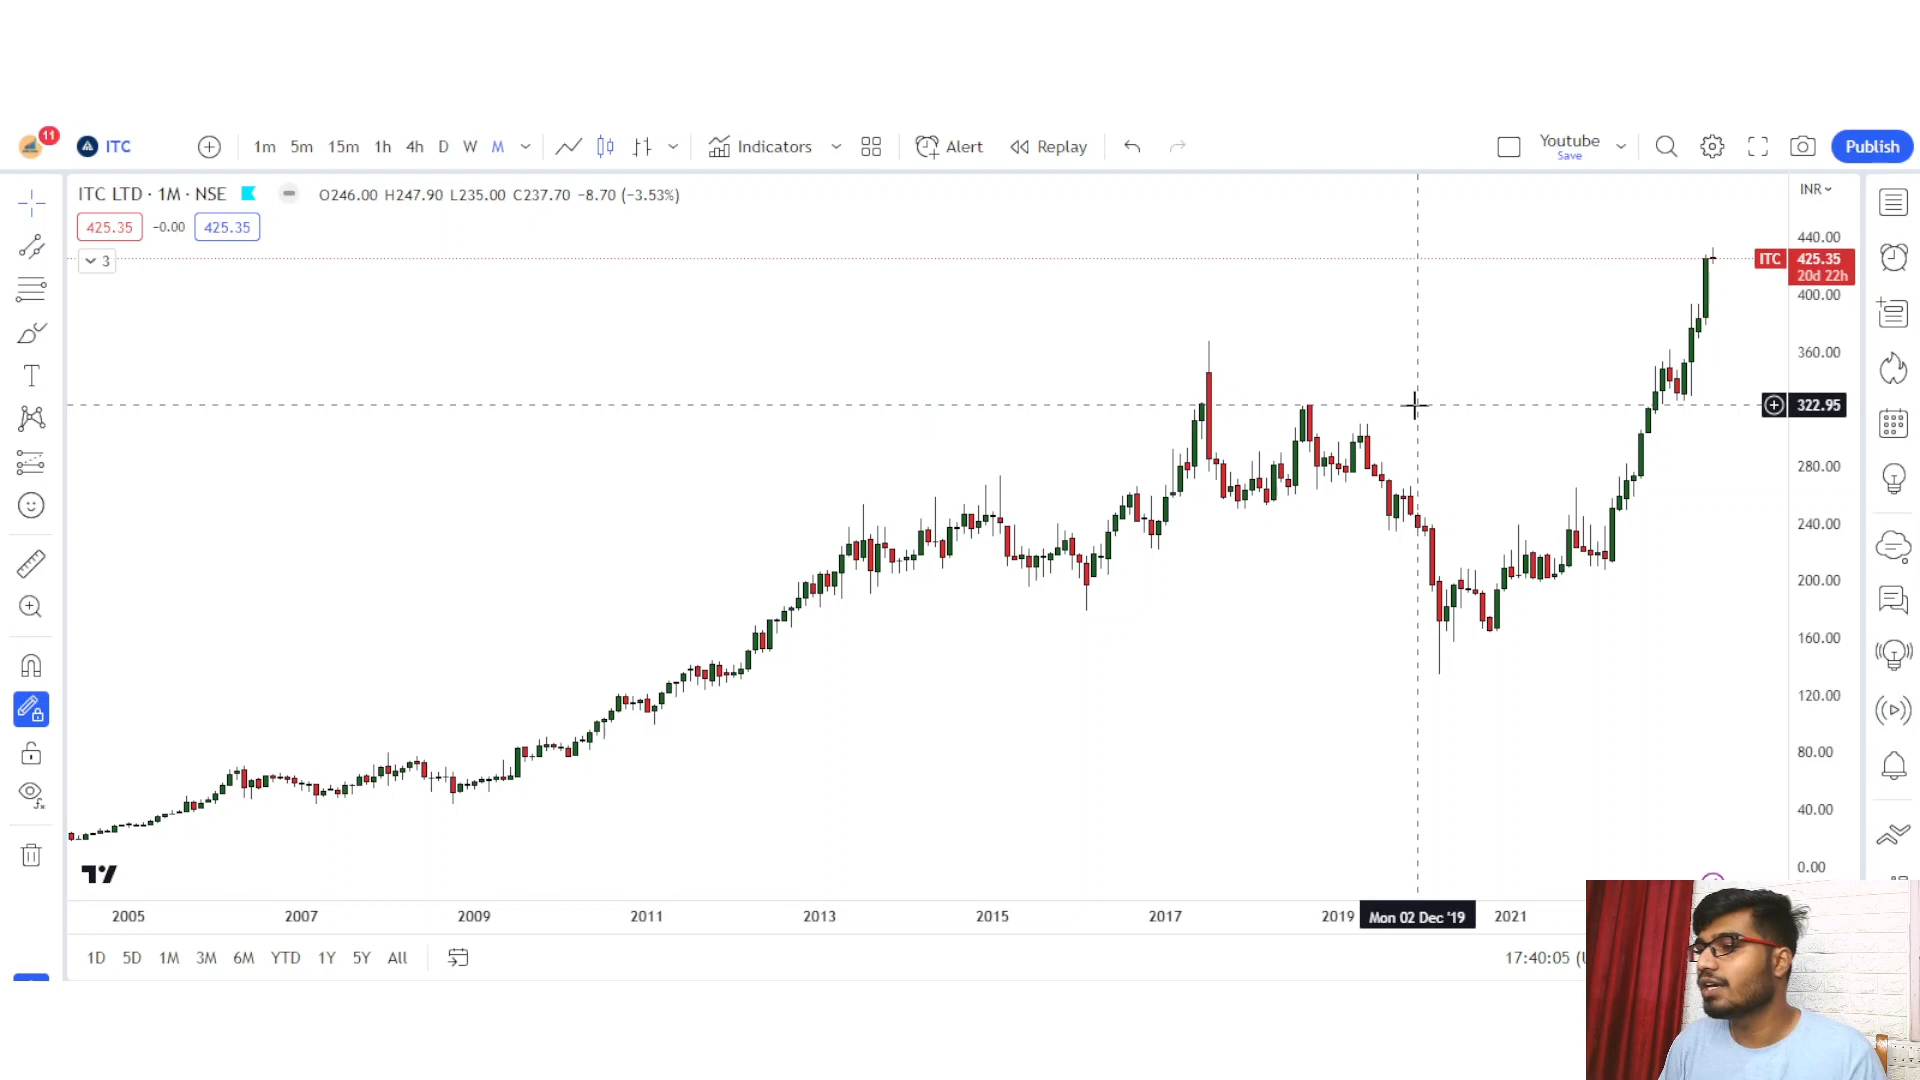 11 ITC 1m 5m 15m 1h 4h D W M Indicators Alert Replay Youtube Save Publish
ITC LTD · 1M · NSE O246.00 H247.90 L235.00 C237.70 −8.70 (−3.53%) INR
425.35 −0.00 425.35
440.00
3
ITC 425.35
20d 22h
400.00
360.00
322.95
280.00
240.00
200.00
160.00
120.00
80.00
40.00
0.00
2005 2007 2009 2011 2013 2015 2017 2019 Mon 02 Dec '19 2021
1D 5D 1M 3M 6M YTD 1Y 5Y All 17:40:05